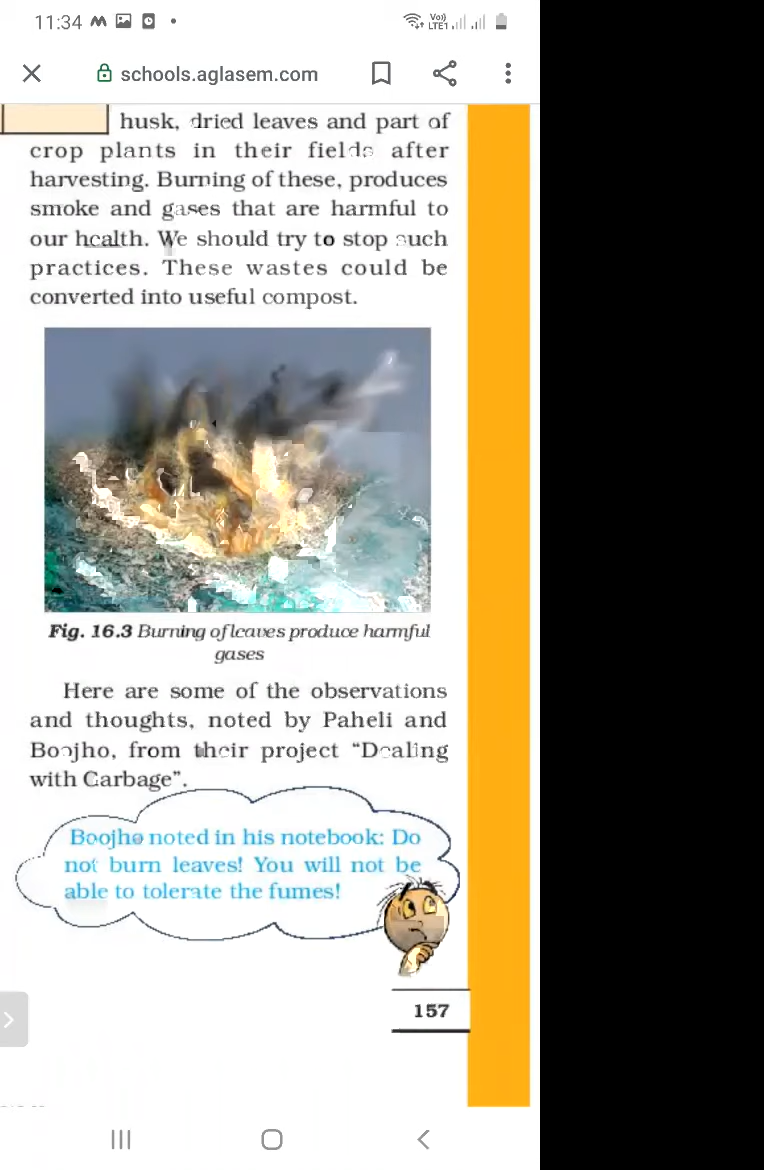 11:34
Vo))
LTE1
schools.aglasem.com
husk, dried leaves and part of
crop plants in their fields after
harvesting. Burning of these, produces
smoke and gases that are harmful to
our health. We should try to stop such
practices. These wastes could be
converted into useful compost.
Fig. 16.3 Burning of leaves produce harmful
gases
Here are some of the observations
and thoughts, noted by Paheli and
Boojho, from their project “Dealing
with Garbage”.
Boojho noted in his notebook: Do
not burn leaves! You will not be
able to tolerate the fumes!
157